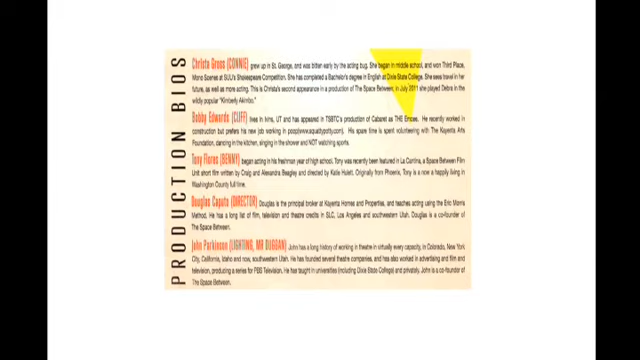 PRODUCTION BIOS
Christa Gross (CONNIE) grew up in St. George, and was bitten early by the acting bug. She began in middle school, and won Third Place,
Mono Scenes at SUU's Shakespeare Competition. She has completed a Bachelor's degree in English at Dixie State College. She sees travel in her
future, as well as more acting. This is Christa's second appearance in a production of The Space Between, in July 2011 she played Debra in the
wildly popular "Kimberly Akimbo."
Bobby Edwards (CLIFF) lives in Ivins, UT and has appeared in TSBTC's production of Cabaret as THE Emcee. He recently worked in
construction but prefers his new job working in His spare time is spent volunteering with The Kayenta Arts
Foundation, dancing in the kitchen, singing in the shower and NOT watching sports.
Tony Flores (BENNY) began acting in his freshman year of high school. Tony was recently been featured in La Cantina, a Space Between Film
Unit short film written by Craig and Alexandra Beagley and directed by Katie Hulett. Originally from Phoenix, Tony is now a happily living in
Washington County full time.
Douglas Caputo (DIRECTOR) Douglas is the principal broker at Kayenta Homes and Properties, and teaches acting using the Eric Morris
Method. He has a long list of film, television and theatre credits in SLC, Los Angeles and southwestern Utah. Douglas is a co-founder of
The Space Between.
John Parkinson (LIGHTING, MR DUGGAN) John has a long history of working in theatre in virtually every capacity, in Colorado, New York
City, California, Idaho and now, southwestern Utah. He has founded several theatre companies, and has also worked in advertising and film and
television, producing a series for PBS Television. He has taught in universities (including Dixie State College) and privately. John is a co-founder of
The Space Between.